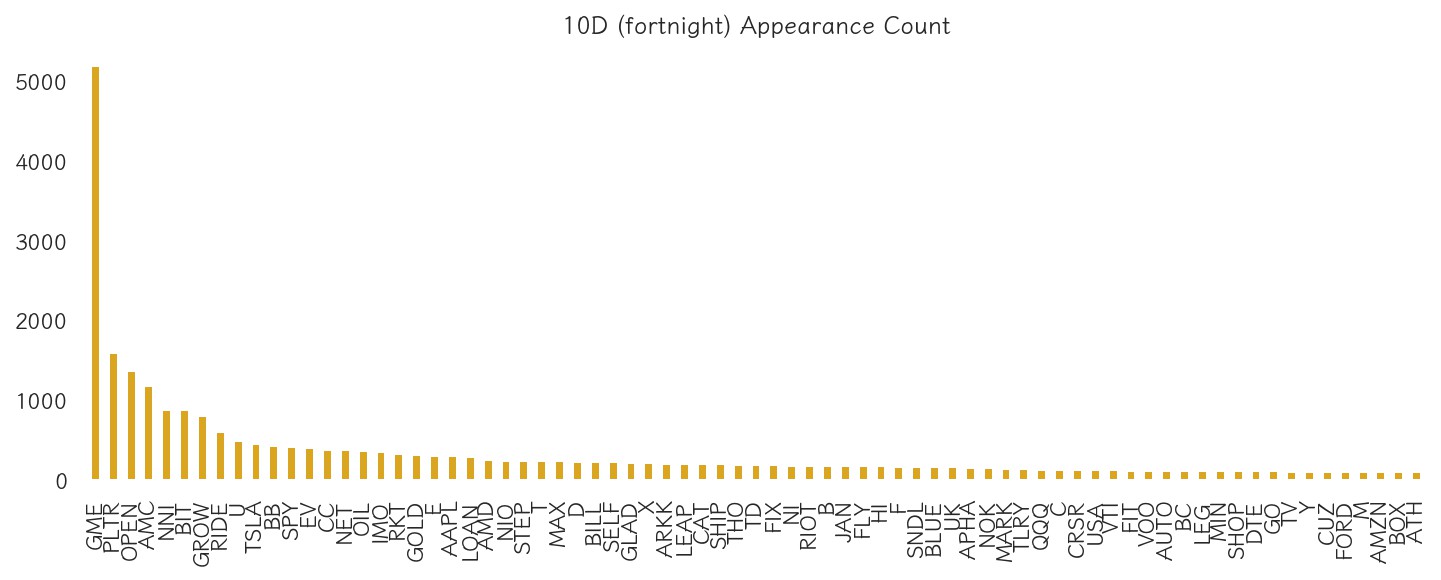 10D (fortnight) Appearance Count
5000
4000
3000
2000
1000
0
GME
PLTR
OPEN
AMC
NNI
BIT
GROW
RIDE
U
TSLA
BB
SPY
EV
CC
NET
OIL
IMO
RKT
GOLD
E
AAPL
LOAN
AMD
NIO
STEP
T
MAX
D
BILL
SELF
GLAD
X
ARKK
LEAP
CAT
SHIP
THO
TD
FIX
NI
RIOT
B
JAN
FLY
HI
F
SNDL
BLUE
UK
APHA
NOK
MARK
TLRY
QQQ
C
CRSR
USA
VTI
FIT
VOO
AUTO
BC
LEG
MIN
SHOP
DTE
GO
TV
Y
CUZ
FORD
M
AMZN
BOX
ATH